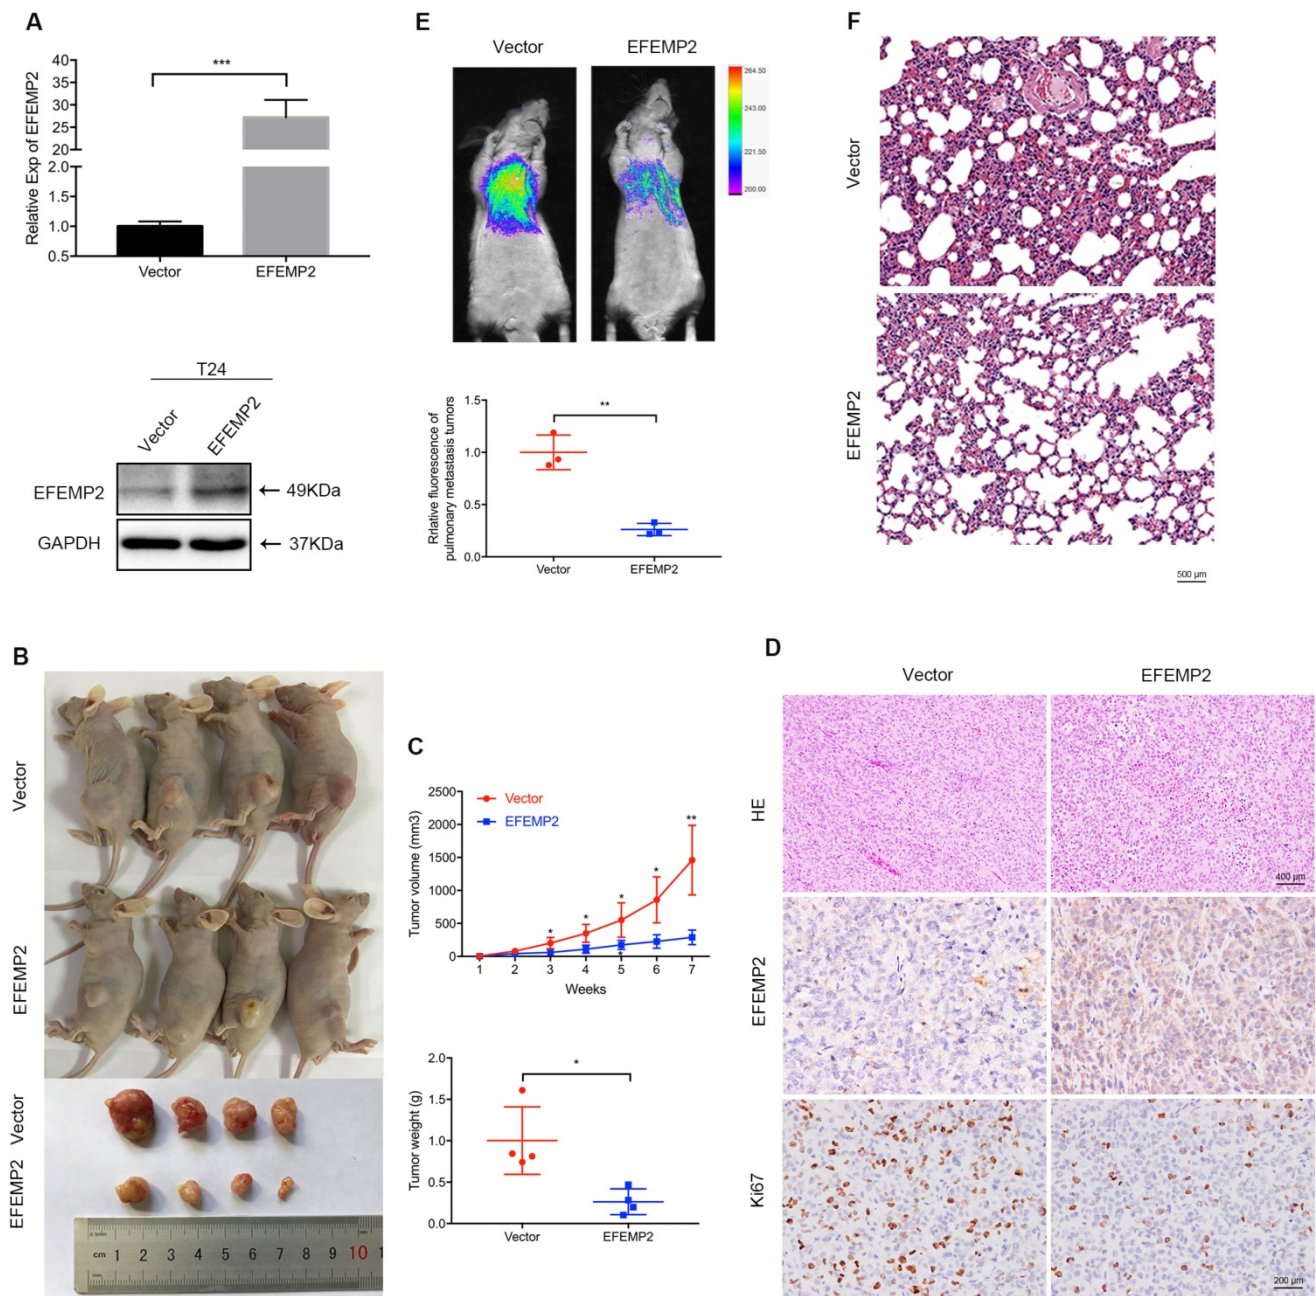 A
Relative Exp of EFEMP2
40
35
30
25
20
2.0
1.5
1.0
0.5
***
Vector
EFEMP2
T24
Vector
EFEMP2
EFEMP2
← 49KDa
GAPDH
← 37KDa
E
Vector
EFEMP2
264.50
243.00
221.50
200.00
Rrlative fluorescence of
pulmonary metastasis tumors
1.5
1.0
0.5
0.0
**
Vector
EFEMP2
F
Vector
EFEMP2
500 µm
B
Vector
EFEMP2
Vector
EFEMP2
0.5mm
mm
cm 1 2 3 4 5 6 7 8 9 10 1
C
Tumor volume (mm3)
2500
2000
1500
1000
500
0
Vector
EFEMP2
*
*
*
*
**
*
1 2 3 4 5 6 7
Weeks
Tumor weight (g)
2.0
1.5
1.0
0.5
0.0
*
Vector
EFEMP2
D
Vector
EFEMP2
HE
400 µm
EFEMP2
Ki67
200 µm